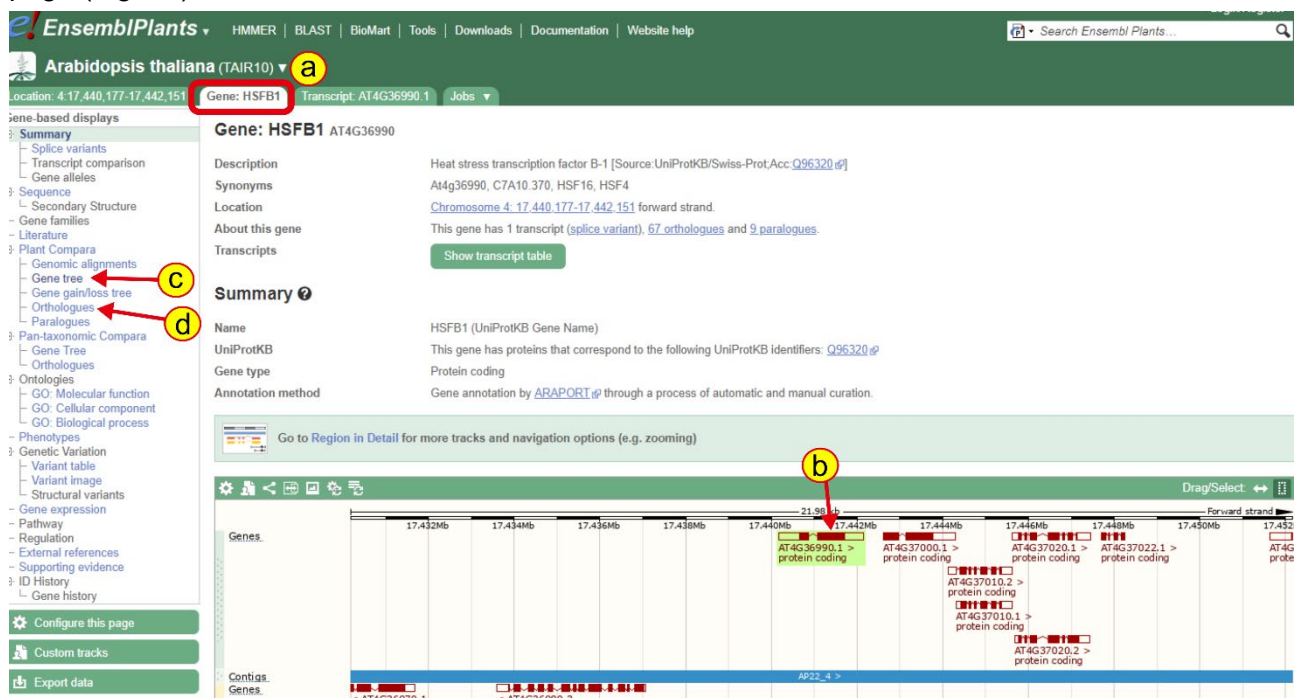 EnsemblPlants HMMER | BLAST | BioMart | Tools | Downloads | Documentation | Website help Search Ensembl Plants...
Arabidopsis thaliana (TAIR10) a
Location: 4:17,440,177-17,442,151 Gene: HSFB1 Transcript: AT4G36990.1 Jobs
Gene-based displays
Summary
Splice variants
Transcript comparison
Gene alleles
Sequence
Secondary Structure
Gene families
Literature
Plant Compara
Genomic alignments
Gene tree c
Gene gain/loss tree
Orthologues
Paralogues d
Pan-taxonomic Compara
Gene Tree
Orthologues
Ontologies
GO: Molecular function
GO: Cellular component
GO: Biological process
Phenotypes
Genetic Variation
Variant table
Variant image
Structural variants
Gene expression
Pathway
Regulation
External references
Supporting evidence
ID History
Gene history
Configure this page
Custom tracks
Export data
Gene: HSFB1 AT4G36990
Description Heat stress transcription factor B-1 [Source:UniProtKB/Swiss-Prot;Acc:Q96320]
Synonyms At4g36990, C7A10.370, HSF16, HSF4
Location Chromosome 4: 17,440,177-17,442,151 forward strand.
About this gene This gene has 1 transcript (splice variant), 67 orthologues and 9 paralogues.
Transcripts Show transcript table
Summary
Name HSFB1 (UniProtKB Gene Name)
UniProtKB This gene has proteins that correspond to the following UniProtKB identifiers: Q96320
Gene type Protein coding
Annotation method Gene annotation by ARAPORT through a process of automatic and manual curation.
Go to Region in Detail for more tracks and navigation options (e.g. zooming)
b
Drag/Select:
21.98 kb Forward strand
17.432Mb 17.434Mb 17.436Mb 17.438Mb 17.440Mb 17.442Mb 17.444Mb 17.446Mb 17.448Mb 17.450Mb 17.452
Genes
AT4G36990.1 > AT4G37000.1 > AT4G37020.1 > AT4G37022.1 > AT4G
protein coding protein coding protein coding protein coding prote
AT4G37010.2 >
protein coding
AT4G37010.1 >
protein coding
AT4G37020.2 >
protein coding
Contigs AP22_4 >
Genes